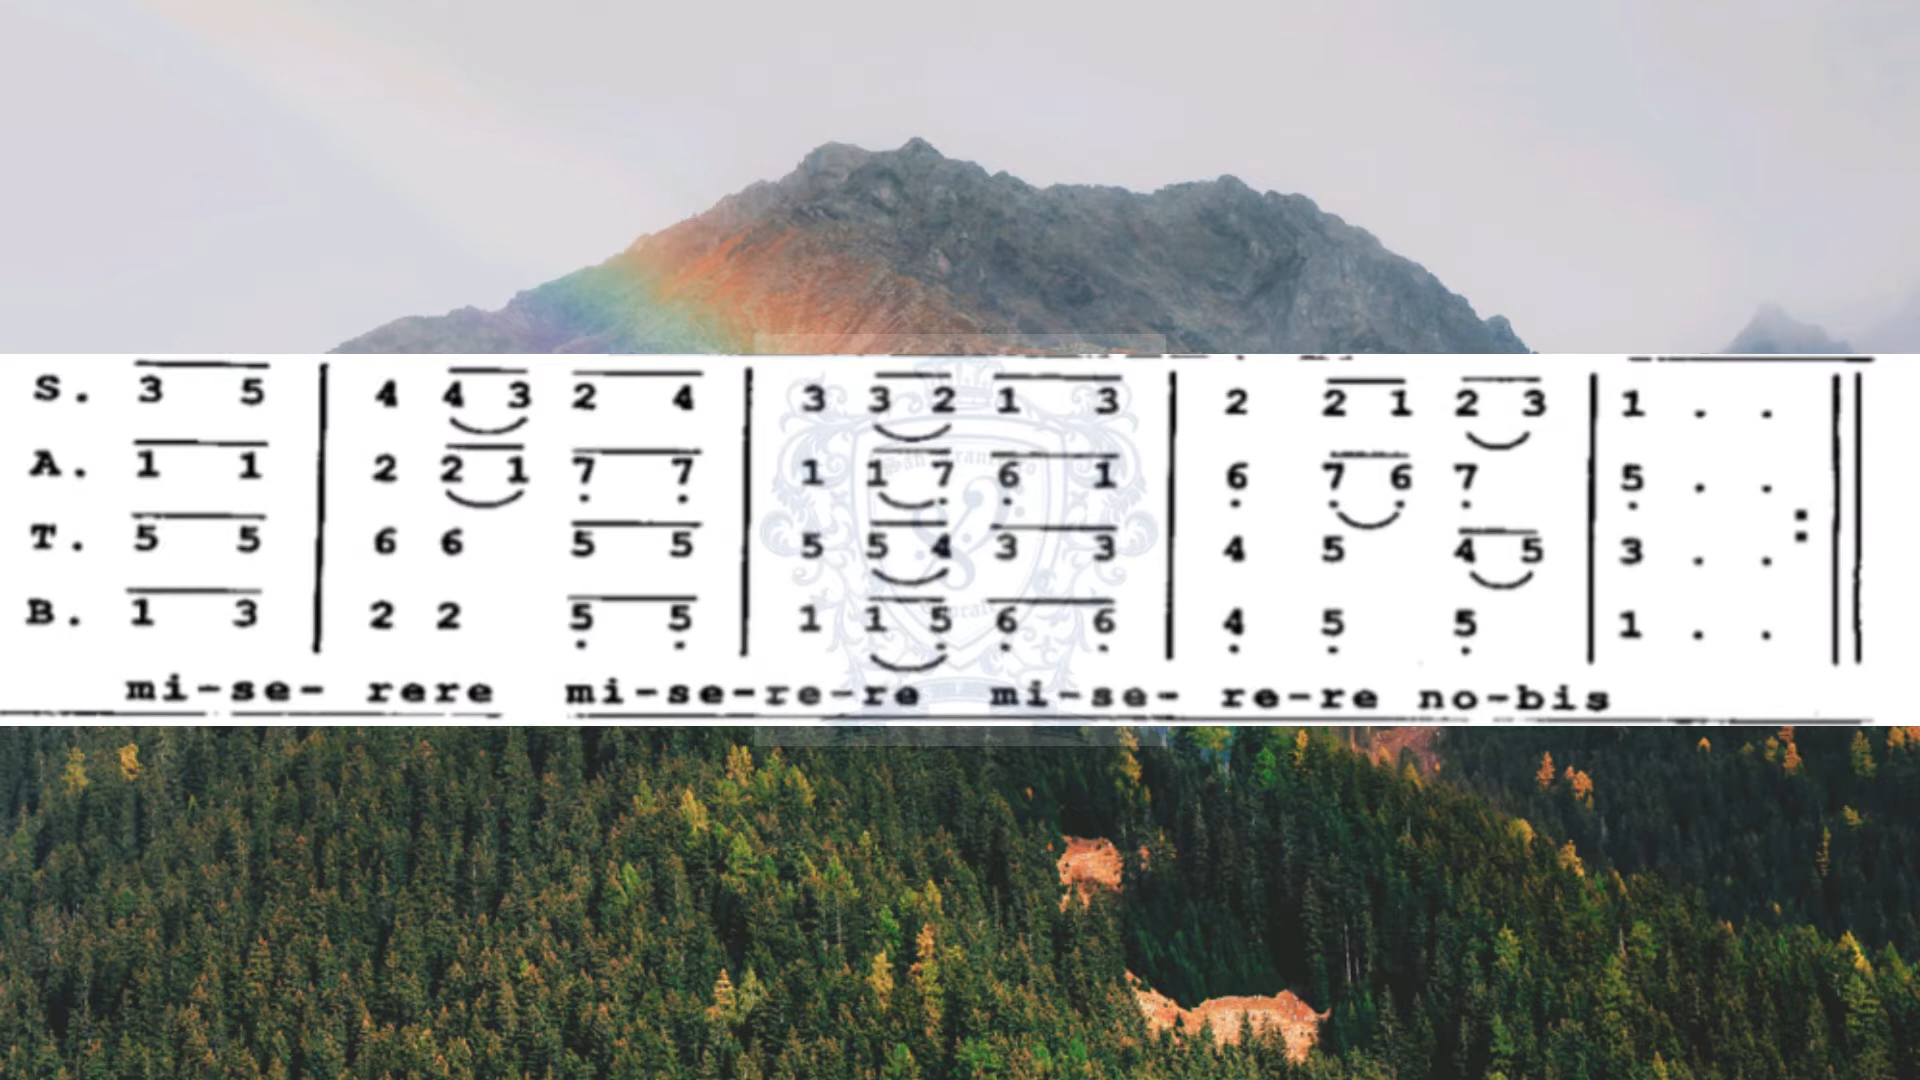 S. 3 5 | 4 4 3 2 4 | 3 3 2 1 3 | 2 2 1 2 3 | 1 . . ||
A. 1 1 | 2 2 1 7̣ 7̣ | 1 1 7̣ 6̣ 1 | 6̣ 7̣ 6̣ 7̣ | 5̣ . . ||
T. 5 5 | 6 6 5 5 | 5 5 4 3 3 | 4 5 4 5 | 3 . . :||
B. 1 3 | 2 2 5̣ 5̣ | 1 1 5̣ 6̣ 6̣ | 4̣ 5̣ 5̣ | 1 . . ||
mi-se- rere mi-se-re-re mi-se- re-re no-bis
San Francesco